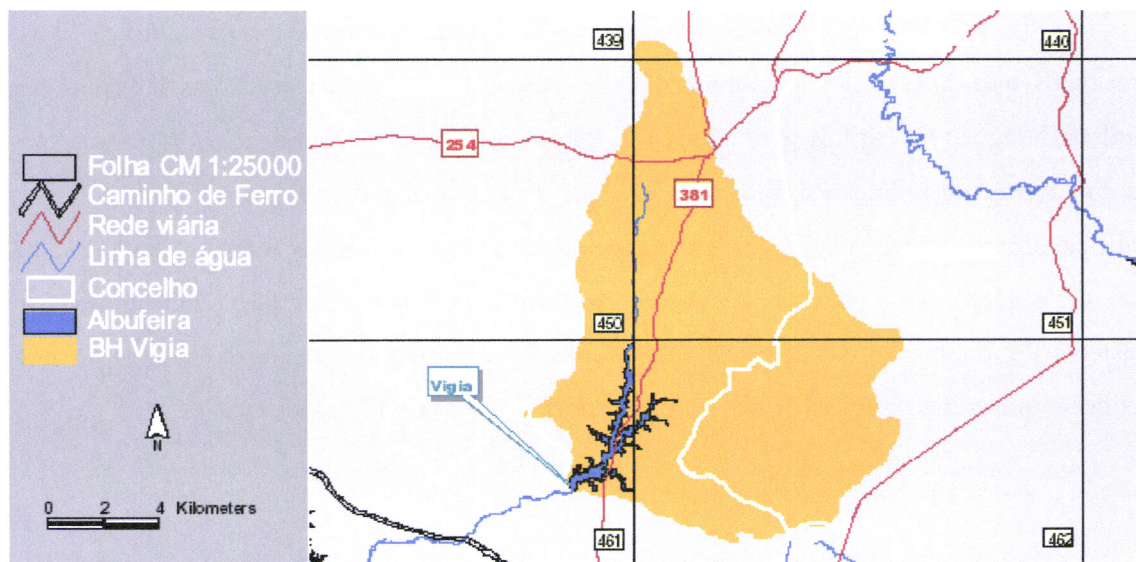 Folha CM 1:25000
Caminho de Ferro
Rede viária
Linha de água
Concelho
Albufeira
BH Vigia
N
0 2 4 Kilometers
439
440
254
381
450
451
Vigia
461
462